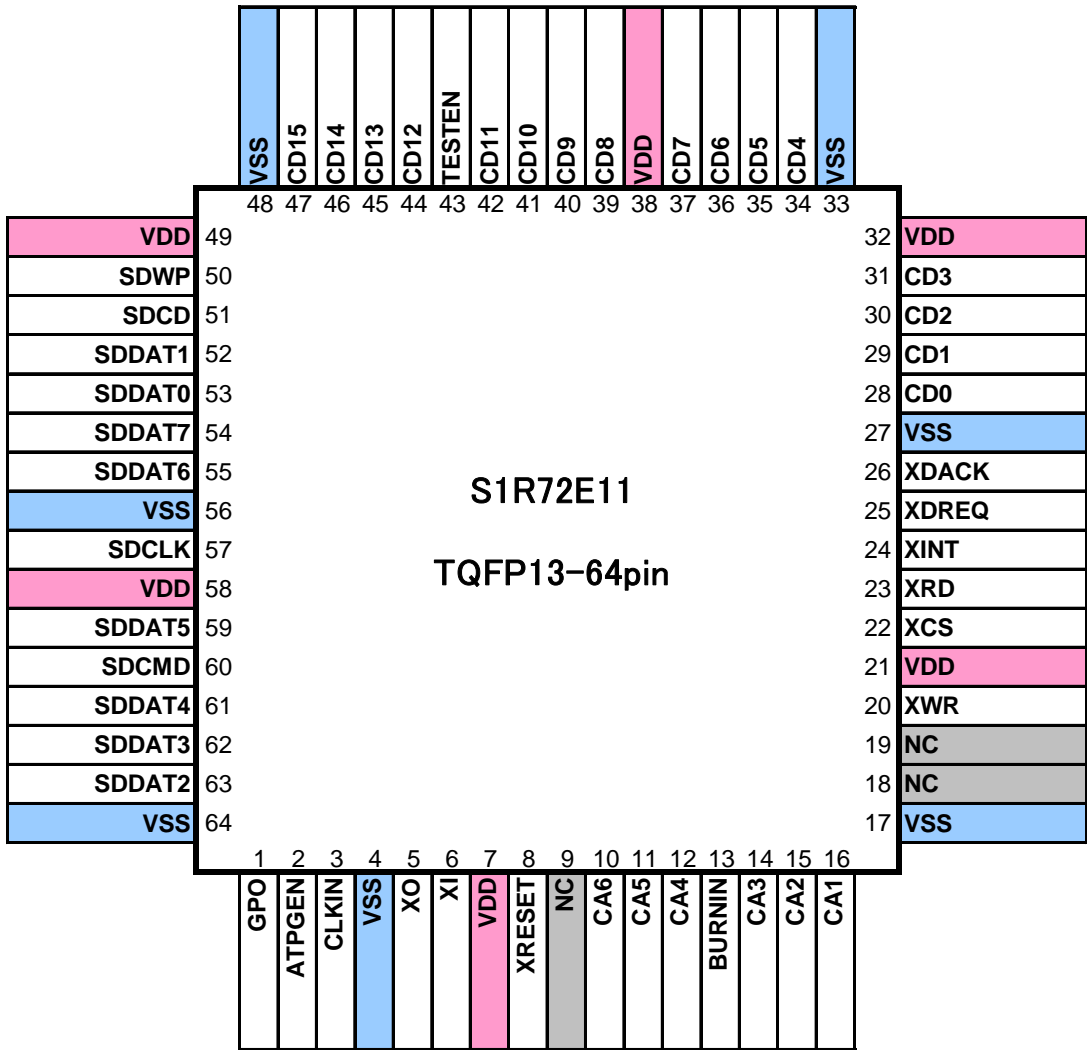 VSS CD15 CD14 CD13 CD12 TESTEN CD11 CD10 CD9 CD8 VDD CD7 CD6 CD5 CD4 VSS
48 47 46 45 44 43 42 41 40 39 38 37 36 35 34 33
VDD 49 32 VDD
SDWP 50 31 CD3
SDCD 51 30 CD2
SDDAT1 52 29 CD1
SDDAT0 53 28 CD0
SDDAT7 54 27 VSS
SDDAT6 55 26 XDACK
VSS 56 25 XDREQ
SDCLK 57 24 XINT
VDD 58 23 XRD
SDDAT5 59 22 XCS
SDCMD 60 21 VDD
SDDAT4 61 20 XWR
SDDAT3 62 19 NC
SDDAT2 63 18 NC
VSS 64 17 VSS
S1R72E11
TQFP13-64pin
1 2 3 4 5 6 7 8 9 10 11 12 13 14 15 16
GPO ATPGEN CLKIN VSS XO XI VDD XRESET NC CA6 CA5 CA4 BURNIN CA3 CA2 CA1